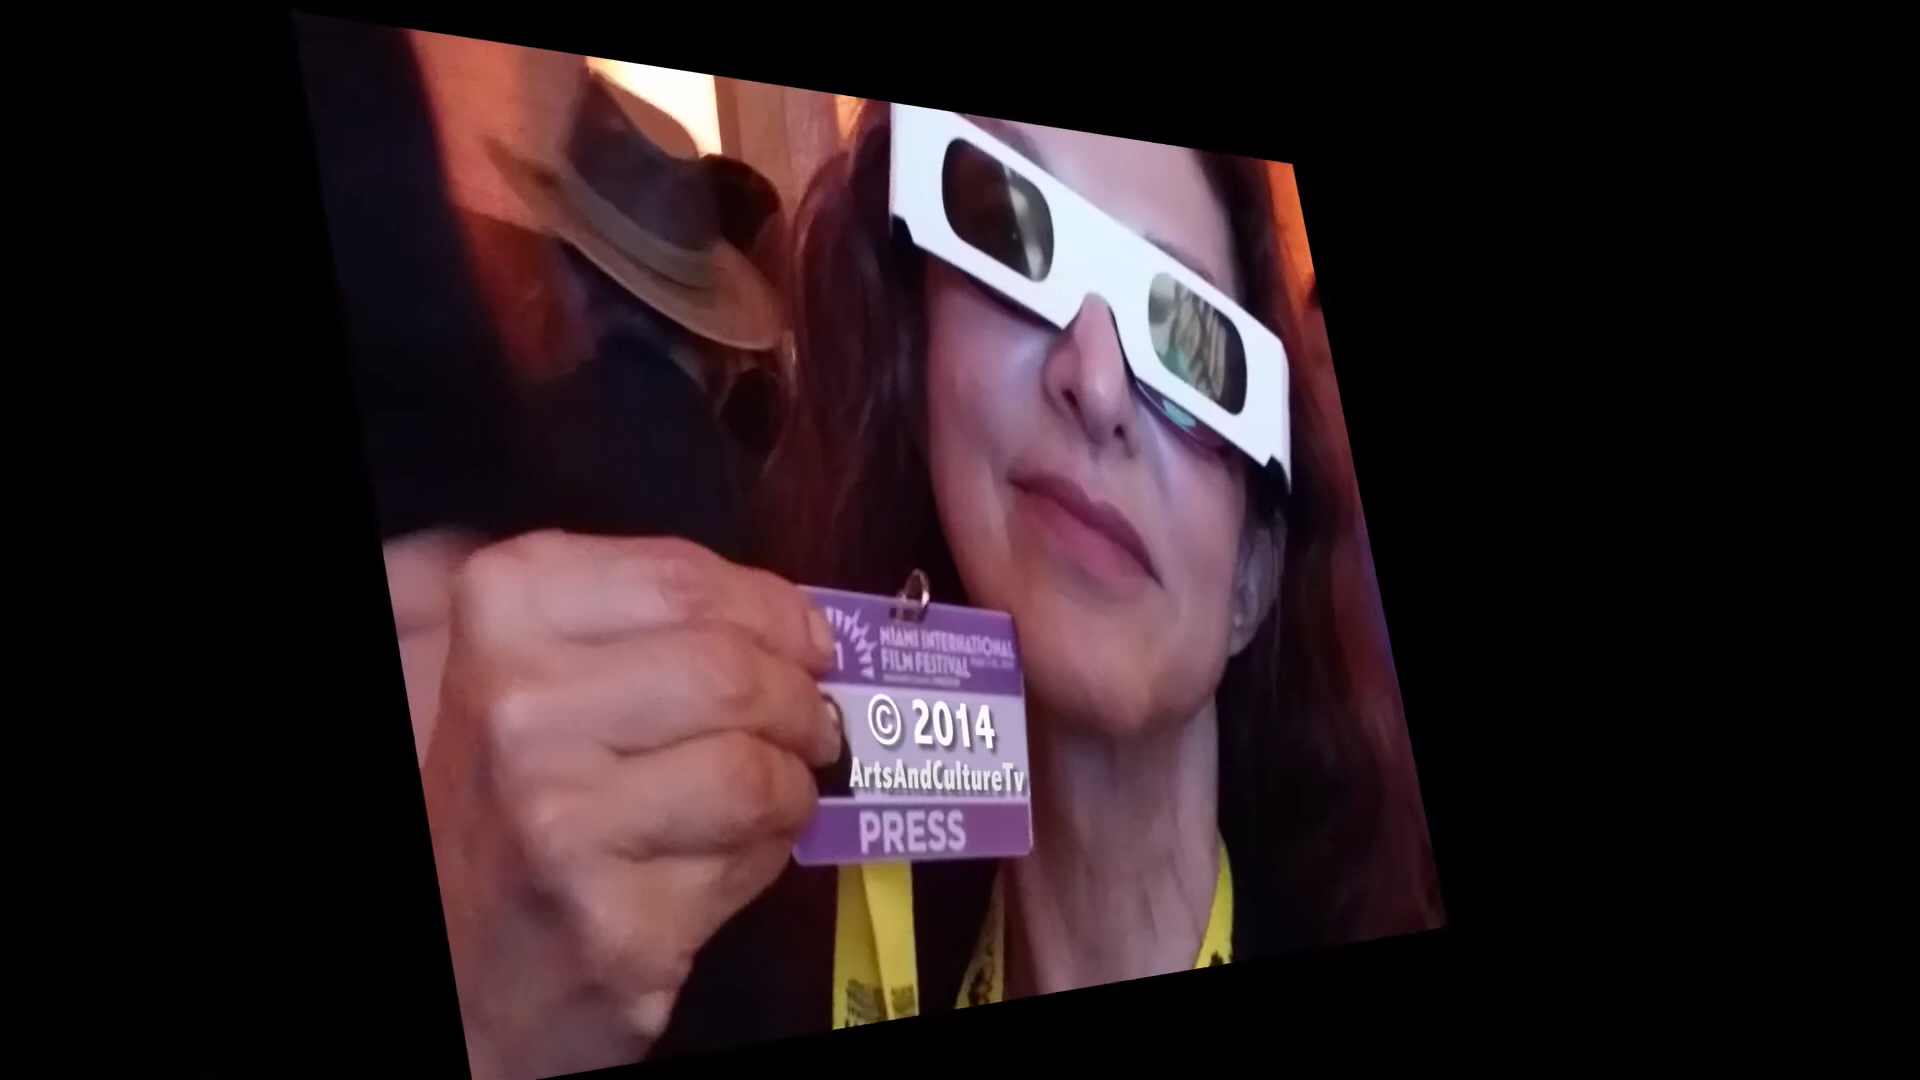 MIAMI INTERNATIONAL
FILM FESTIVAL
© 2014
ArtsAndCultureTv
PRESS